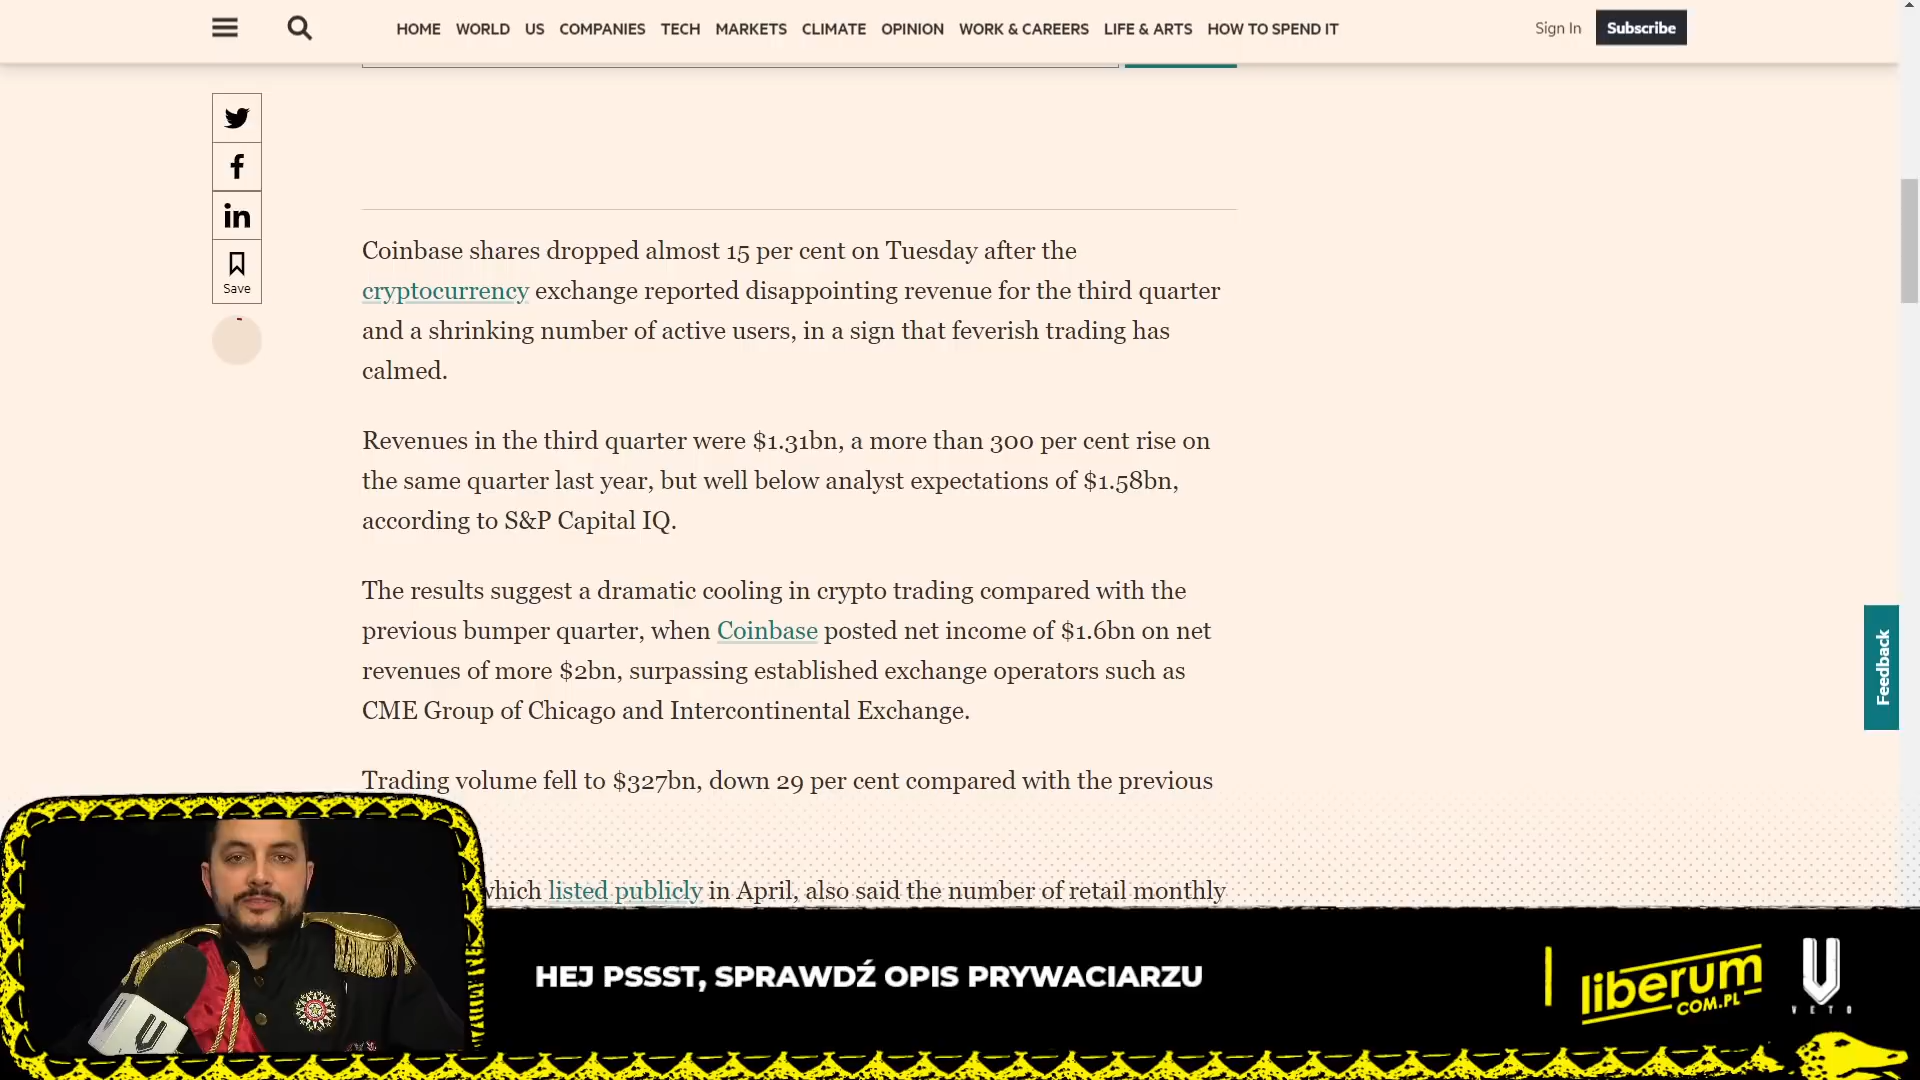 HOME WORLD US COMPANIES TECH MARKETS CLIMATE OPINION WORK & CAREERS LIFE & ARTS HOW TO SPEND IT
Sign In
Subscribe
Save
Coinbase shares dropped almost 15 per cent on Tuesday after the
cryptocurrency exchange reported disappointing revenue for the third quarter
and a shrinking number of active users, in a sign that feverish trading has
calmed.
Revenues in the third quarter were $1.31bn, a more than 300 per cent rise on
the same quarter last year, but well below analyst expectations of $1.58bn,
according to S&P Capital IQ.
The results suggest a dramatic cooling in crypto trading compared with the
previous bumper quarter, when Coinbase posted net income of $1.6bn on net
revenues of more $2bn, surpassing established exchange operators such as
CME Group of Chicago and Intercontinental Exchange.
Trading volume fell to $327bn, down 29 per cent compared with the previous
which listed publicly in April, also said the number of retail monthly
Feedback
HEJ PSSST, SPRAWDŹ OPIS PRYWACIARZU
liberum
COM.PL
VETO